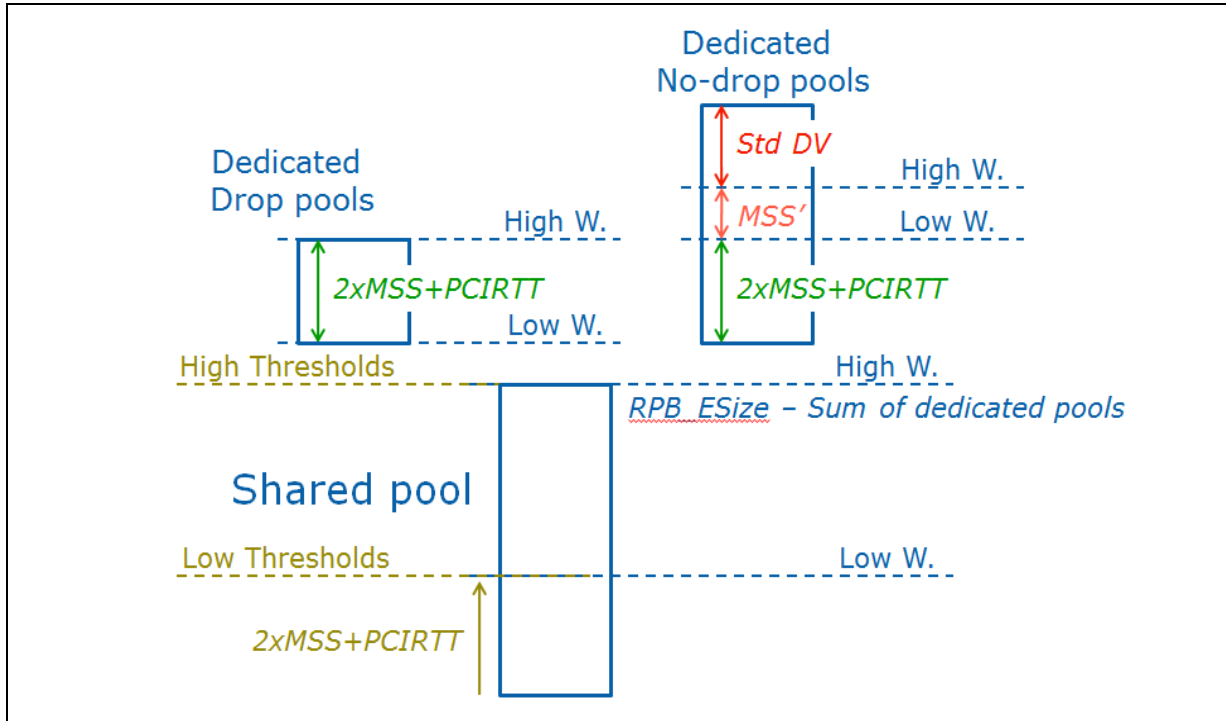 Dedicated
No-drop pools
Std DV
Dedicated
Drop pools
High W.
MSS'
High W.
Low W.
2xMSS+PCIRTT
2xMSS+PCIRTT
Low W.
High Thresholds
High W.
RPB_ESize – Sum of dedicated pools
Shared pool
Low Thresholds
Low W.
2xMSS+PCIRTT